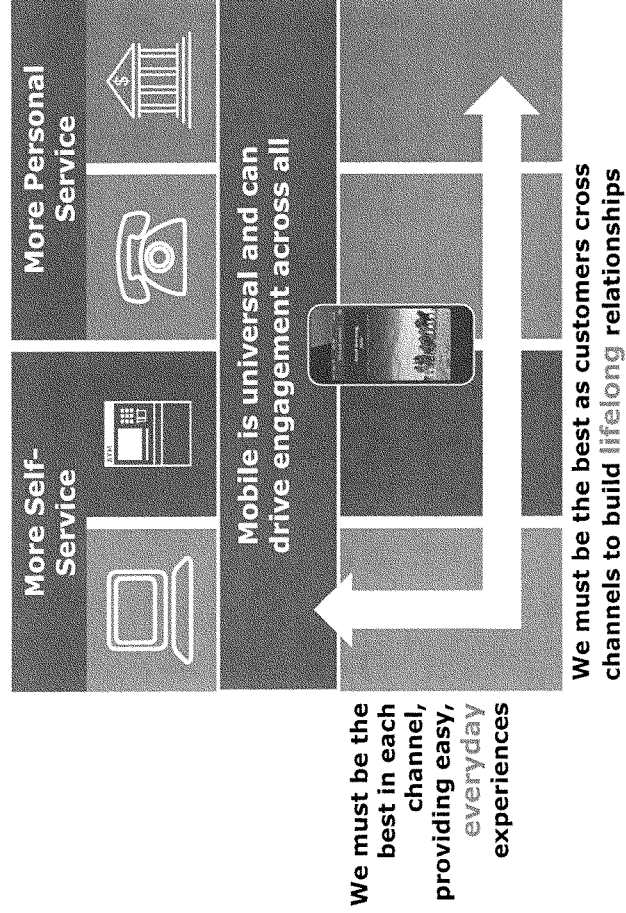 More Self-
Service
More Personal
Service
ATM
$
Mobile is universal and can
drive engagement across all
We must be the
best in each
channel,
providing easy,
everyday
experiences
We must be the best as customers cross
channels to build lifelong relationships